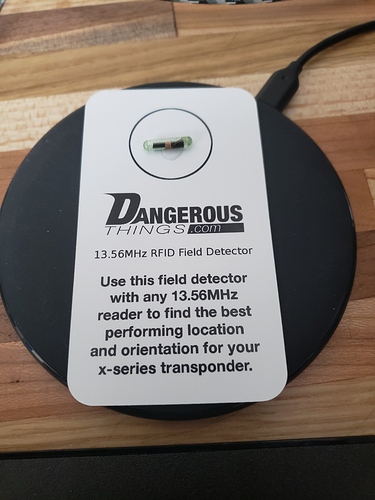 DANGEROUS
THINGS.com
13.56MHz RFID Field Detector
Use this field detector
with any 13.56MHz
reader to find the best
performing location
and orientation for your
x-series transponder.